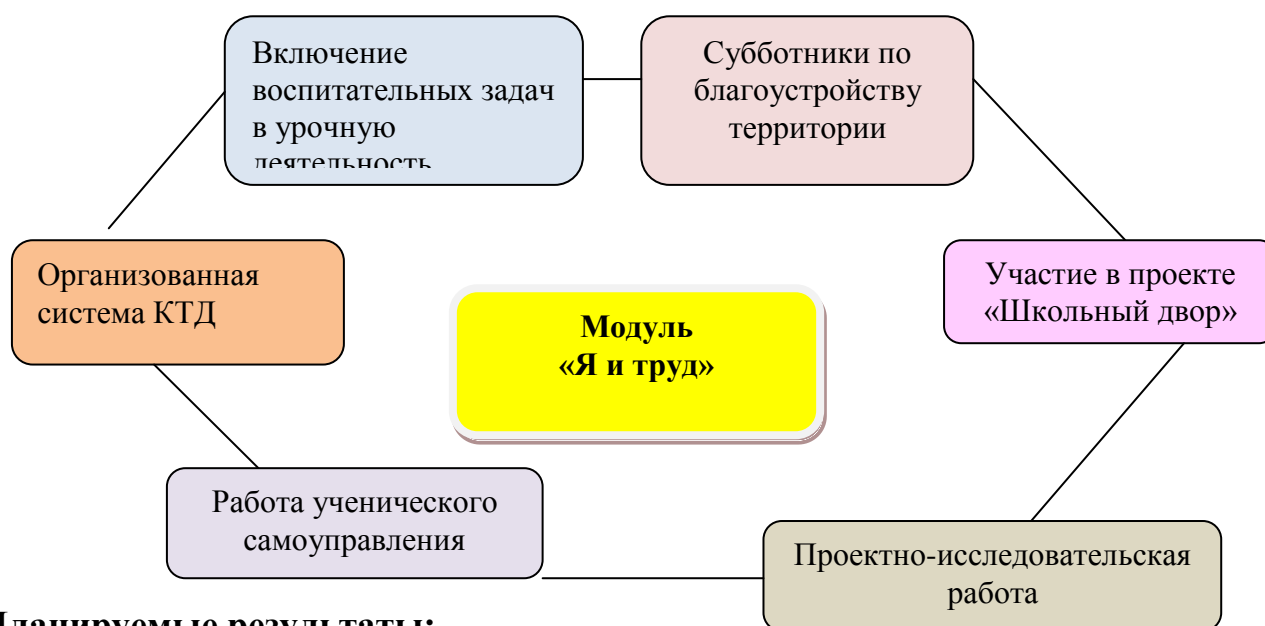 Включение
воспитательных задач
в урочную
деятельность
Субботники по
благоустройству
территории
Организованная
система КТД
Участие в проекте
«Школьный двор»
Модуль
«Я и труд»
Работа ученического
самоуправления
Проектно-исследовательская
работа
Планируемые результаты: